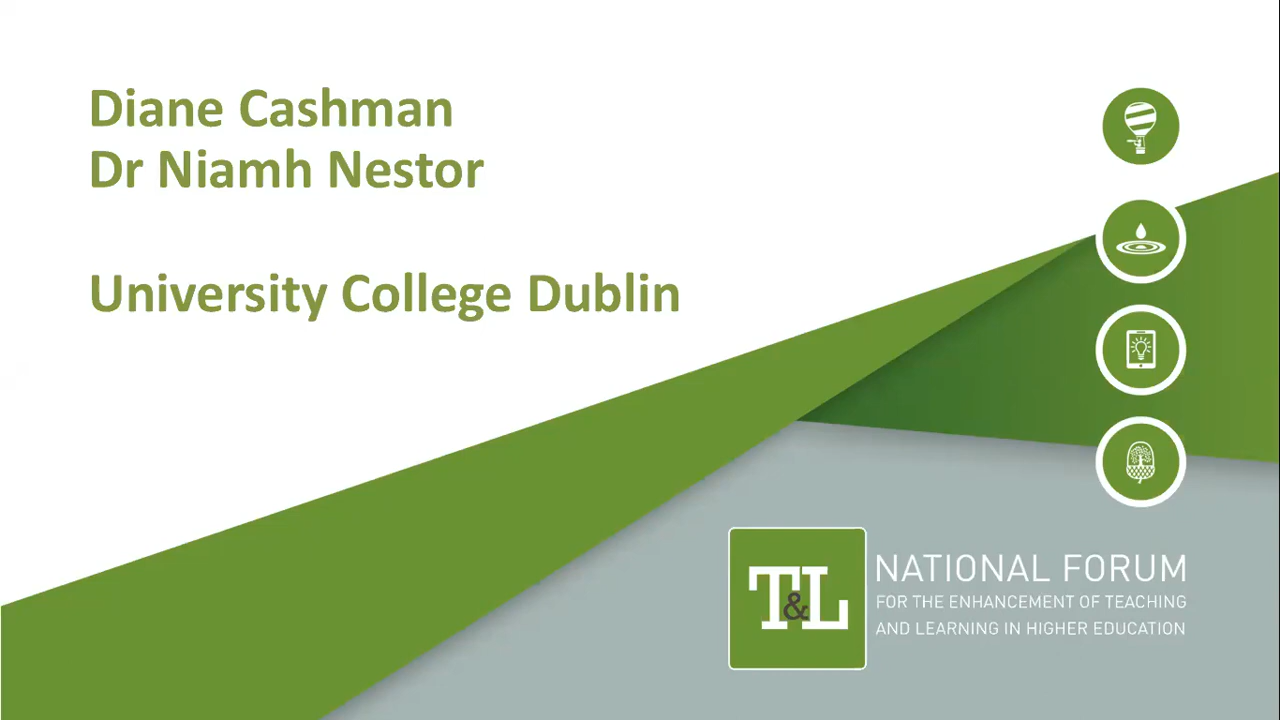 Diane Cashman
Dr Niamh Nestor
University College Dublin
T&L
NATIONAL FORUM
FOR THE ENHANCEMENT OF TEACHING
AND LEARNING IN HIGHER EDUCATION